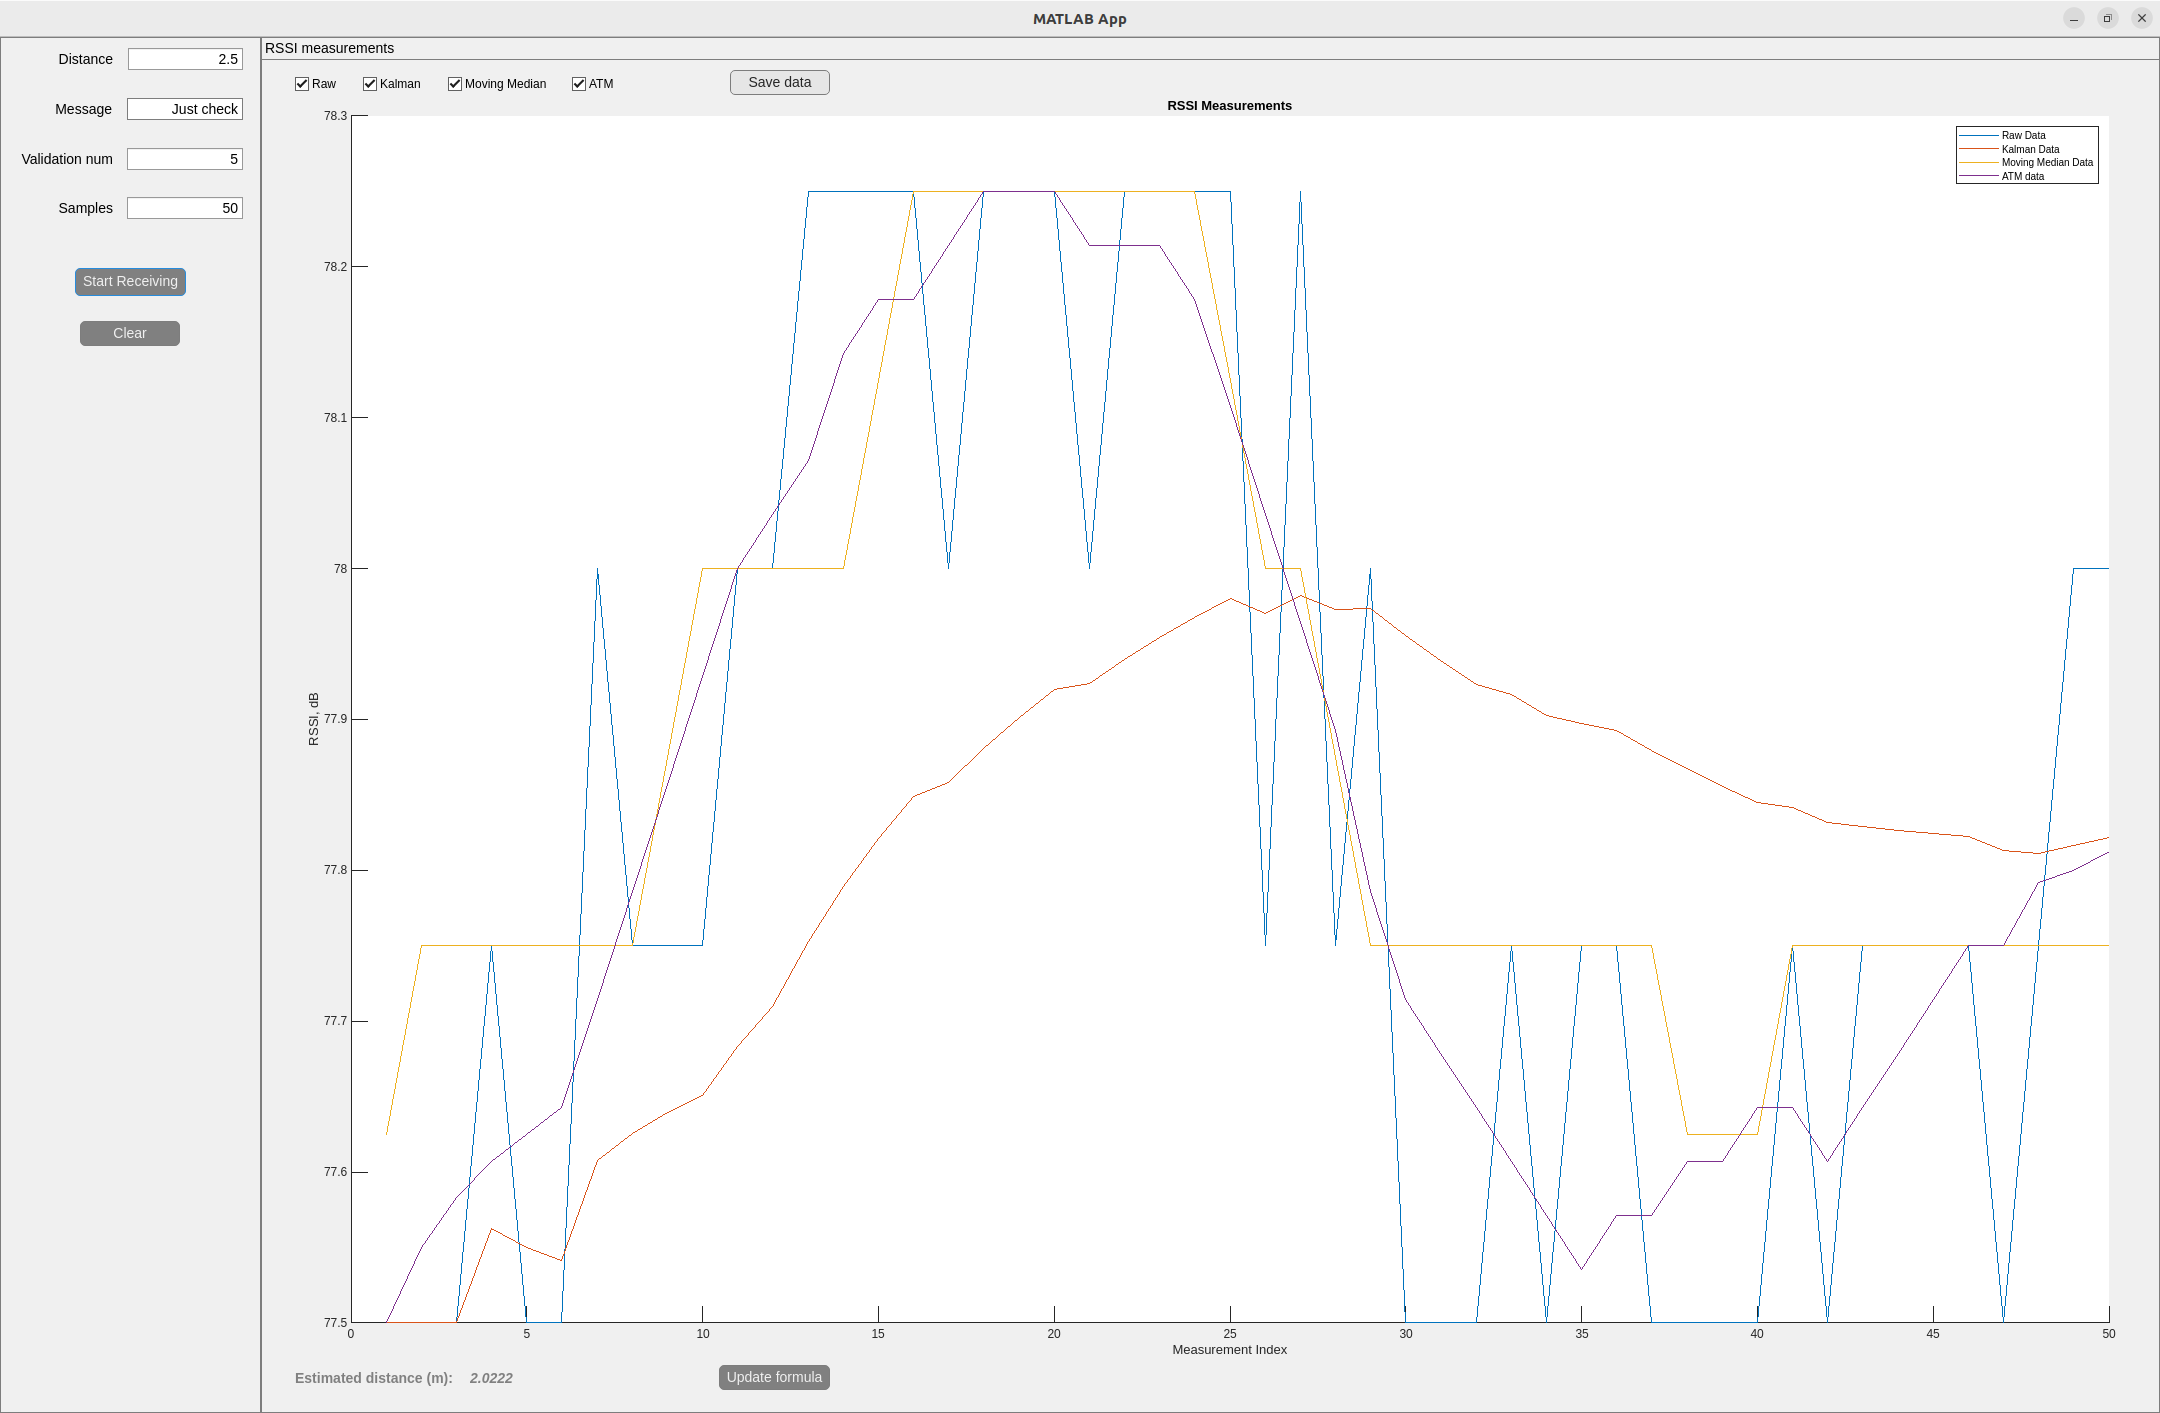 MATLAB App
Distance 2.5
Message Just check
Validation num 5
Samples 50
Start Receiving
Clear
RSSI measurements
Raw Kalman Moving Median ATM Save data
RSSI Measurements
Raw Data
Kalman Data
Moving Median Data
ATM data
RSSI, dB
78.3
78.2
78.1
78
77.9
77.8
77.7
77.6
77.5
0 5 10 15 20 25 30 35 40 45 50
Measurement Index
Estimated distance (m): 2.0222 Update formula